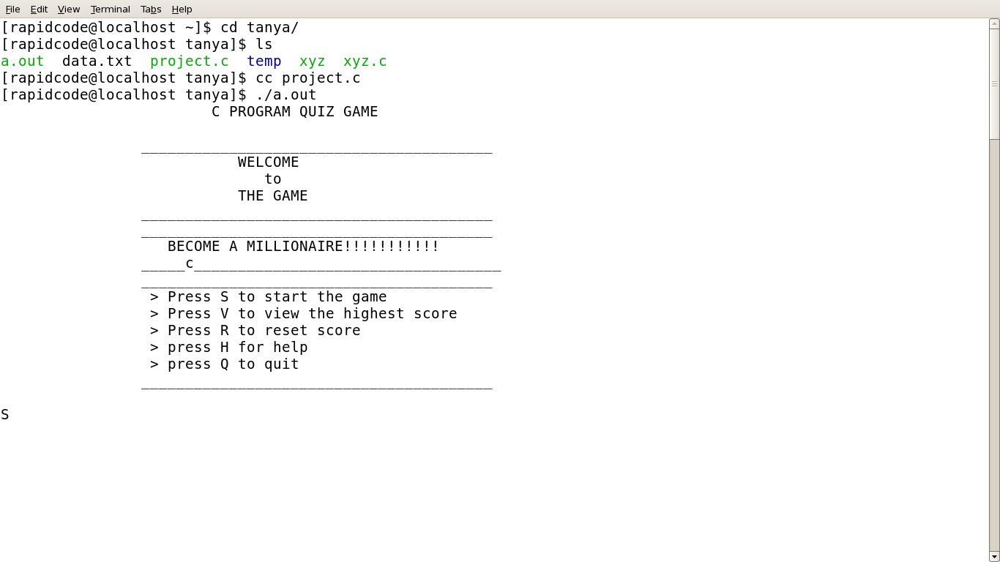 File Edit View Terminal Tabs Help
[rapidcode@localhost ~]$ cd tanya/
[rapidcode@localhost tanya]$ ls
a.out  data.txt  project.c  temp  xyz  xyz.c
[rapidcode@localhost tanya]$ cc project.c
[rapidcode@localhost tanya]$ ./a.out
C PROGRAM QUIZ GAME
________________________________________
WELCOME
to
THE GAME
________________________________________
________________________________________
BECOME A MILLIONAIRE!!!!!!!!!!!
_____c___________________________________
________________________________________
> Press S to start the game
> Press V to view the highest score
> Press R to reset score
> press H for help
> press Q to quit
________________________________________
S